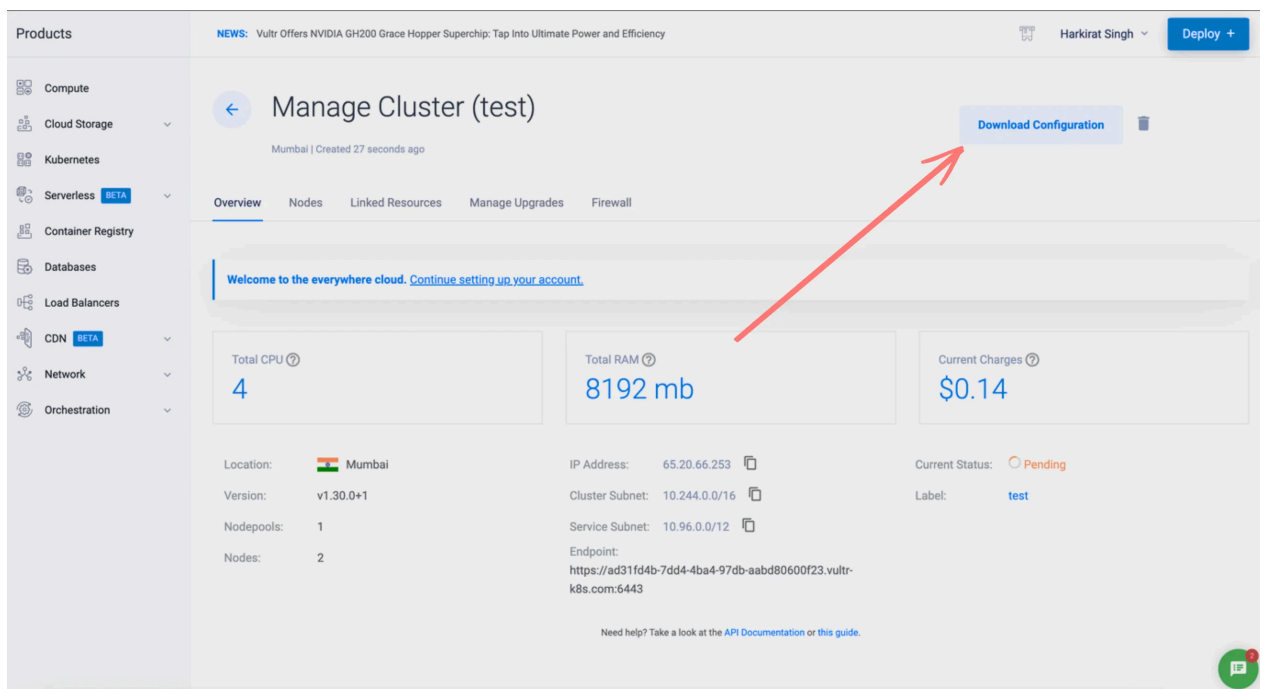 Products
NEWS: Vultr Offers NVIDIA GH200 Grace Hopper Superchip: Tap Into Ultimate Power and Efficiency
Harkirat Singh
Deploy +
Compute
Cloud Storage
Kubernetes
Serverless BETA
Container Registry
Databases
Load Balancers
CDN BETA
Network
Orchestration
Manage Cluster (test)
Mumbai | Created 27 seconds ago
Download Configuration
Overview Nodes Linked Resources Manage Upgrades Firewall
Welcome to the everywhere cloud. Continue setting up your account.
Total CPU ?
4
Total RAM ?
8192 mb
Current Charges ?
$0.14
Location: Mumbai
Version: v1.30.0+1
Nodepools: 1
Nodes: 2
IP Address: 65.20.66.253
Cluster Subnet: 10.244.0.0/16
Service Subnet: 10.96.0.0/12
Endpoint:
https://ad31fd4b-7dd4-4ba4-97db-aabd80600f23.vultr-
k8s.com:6443
Current Status: Pending
Label: test
Need help? Take a look at the API Documentation or this guide.
2